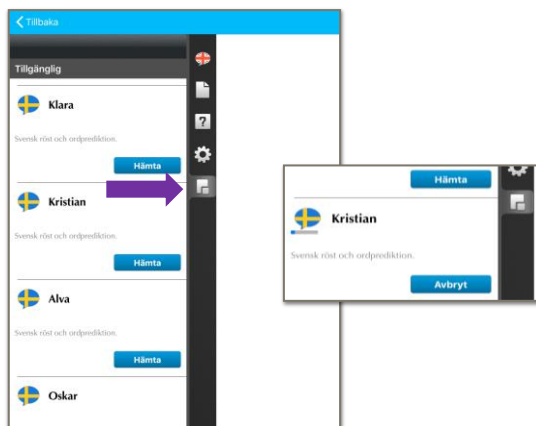 Tillbaka
Tillgänglig
Klara
Svensk röst och ordprediktion.
Hämta
Kristian
Svensk röst och ordprediktion.
Hämta
Alva
Svensk röst och ordprediktion.
Hämta
Oskar
?
Hämta
Kristian
Svensk röst och ordprediktion.
Avbryt